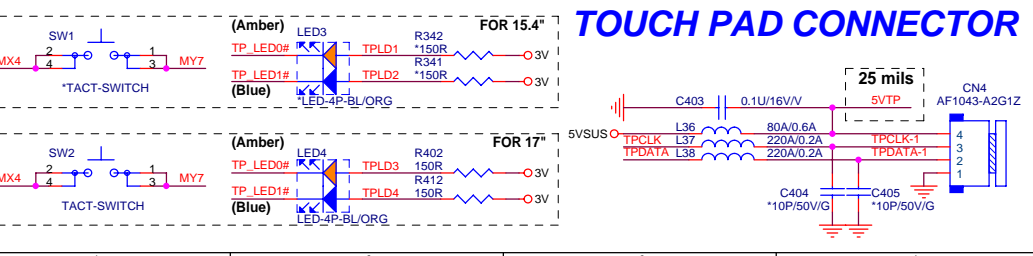 TOUCH PAD CONNECTOR
(Amber)
FOR 15.4"
SW1
LED3
R342
MX4
2
4
1
3
MY7
TP_LED0#
TPLD1
*150R
3V
R341
TP_LED1#
TPLD2
*150R
3V
(Blue)
*TACT-SWITCH
*LED-4P-BL/ORG
(Amber)
FOR 17"
SW2
LED4
R402
MX4
2
4
1
3
MY7
TP_LED0#
TPLD3
150R
3V
R412
TP_LED1#
TPLD4
150R
3V
(Blue)
TACT-SWITCH
LED-4P-BL/ORG
25 mils
CN4
AF1043-A2G1Z
C403
0.1U/16V/V
5VTP
5VSUS
L36
80A/0.6A
4
TPCLK
L37
220A/0.2A
TPCLK-1
3
TPDATA
L38
220A/0.2A
TPDATA-1
2
1
C404
*10P/50V/G
C405
*10P/50V/G